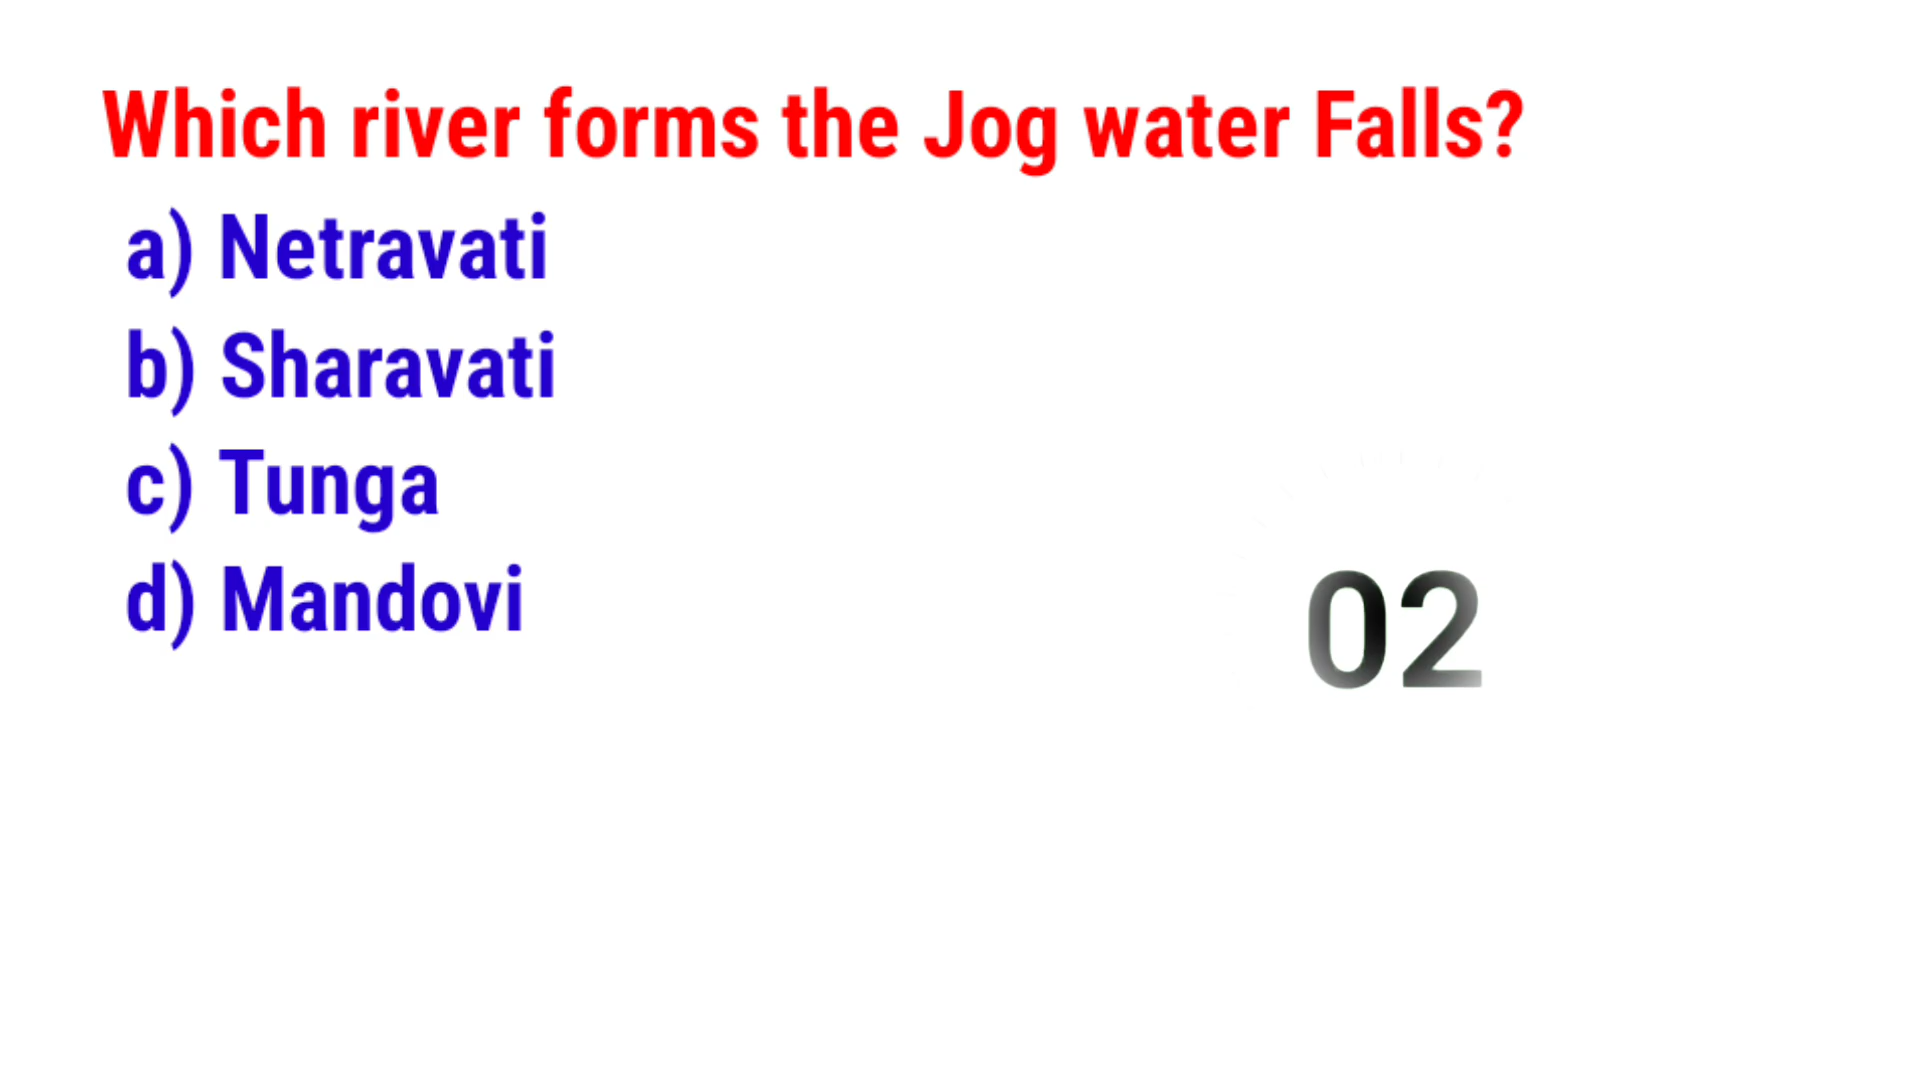 Which river forms the Jog water Falls?
a) Netravati
b) Sharavati
c) Tunga
d) Mandovi
02